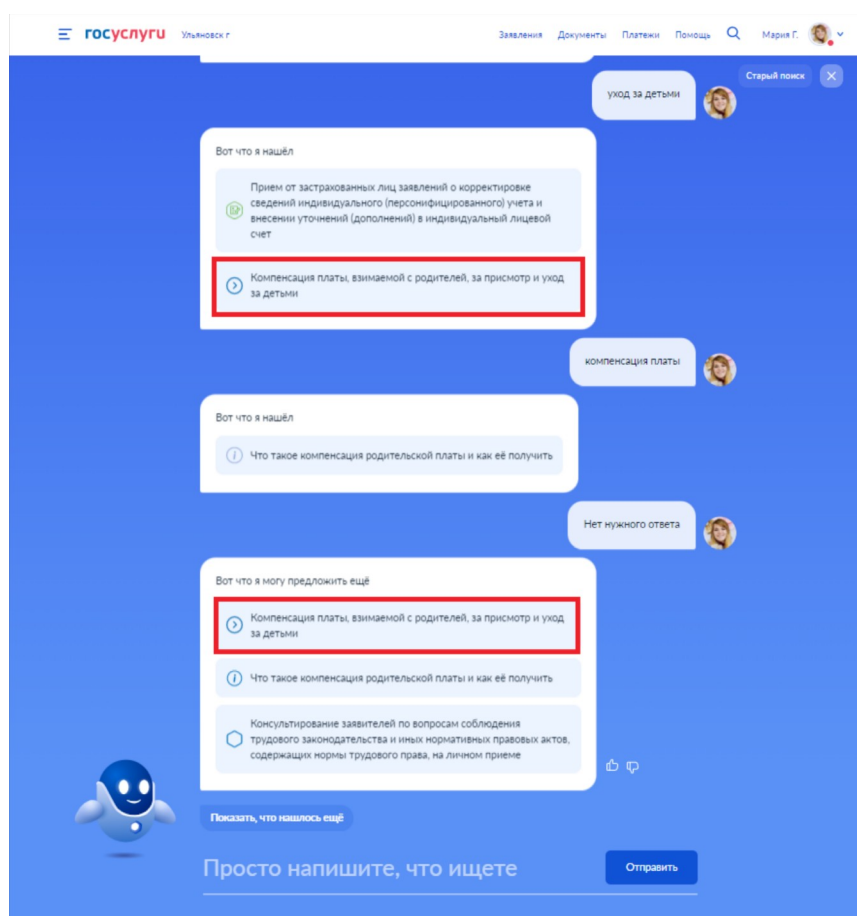 госуслуги Ульяновск г Заявления Документы Платежи Помощь Мария Г.
Старый поиск
уход за детьми
Вот что я нашёл
Прием от застрахованных лиц заявлений о корректировке
сведений индивидуального (персонифицированного) учета и
внесении уточнений (дополнений) в индивидуальный лицевой
счет
Компенсация платы, взимаемой с родителей, за присмотр и уход
за детьми
компенсация платы
Вот что я нашёл
Что такое компенсация родительской платы и как её получить
Нет нужного ответа
Вот что я могу предложить ещё
Компенсация платы, взимаемой с родителей, за присмотр и уход
за детьми
Что такое компенсация родительской платы и как её получить
Консультирование заявителей по вопросам соблюдения
трудового законодательства и иных нормативных правовых актов,
содержащих нормы трудового права, на личном приеме
Показать, что нашлось ещё
Просто напишите, что ищете
Отправить